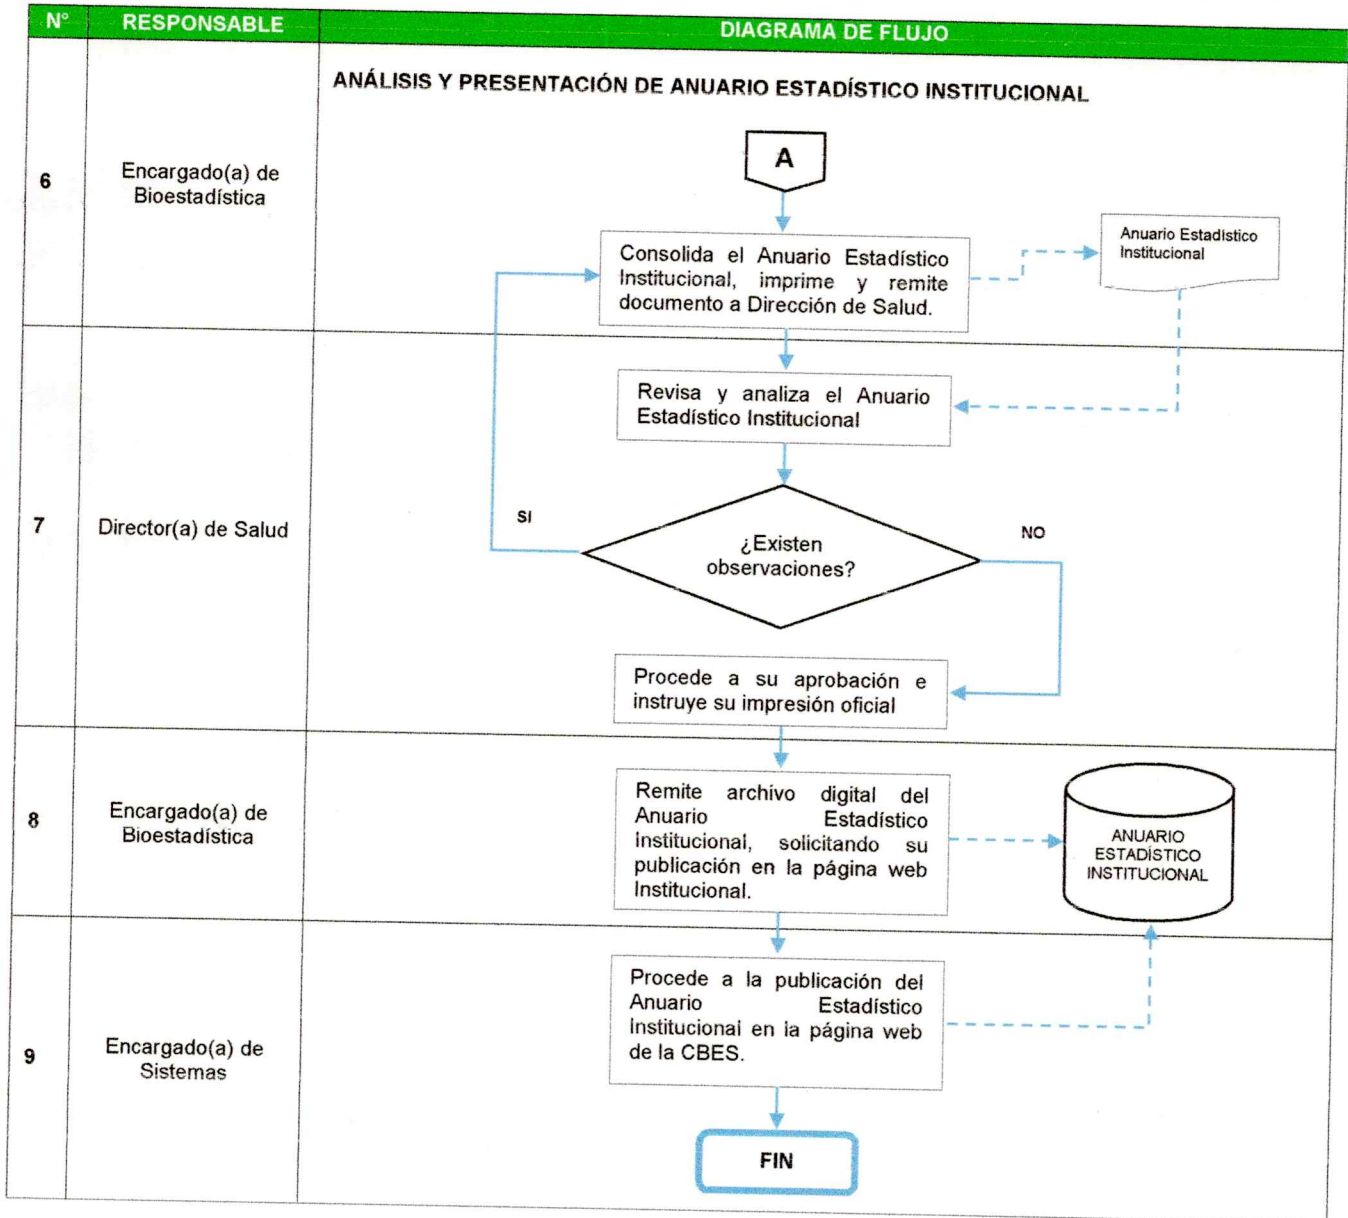 N° RESPONSABLE DIAGRAMA DE FLUJO
ANÁLISIS Y PRESENTACIÓN DE ANUARIO ESTADÍSTICO INSTITUCIONAL
A
6
Encargado(a) de
Bioestadística
Consolida el Anuario Estadístico
Institucional, imprime y remite
documento a Dirección de Salud.
Anuario Estadístico
Institucional
7
Director(a) de Salud
Revisa y analiza el Anuario
Estadístico Institucional
SI
¿Existen
observaciones?
NO
Procede a su aprobación e
instruye su impresión oficial
8
Encargado(a) de
Bioestadística
Remite archivo digital del
Anuario Estadístico
Institucional, solicitando su
publicación en la página web
Institucional.
ANUARIO
ESTADÍSTICO
INSTITUCIONAL
9
Encargado(a) de
Sistemas
Procede a la publicación del
Anuario Estadístico
Institucional en la página web
de la CBES.
FIN